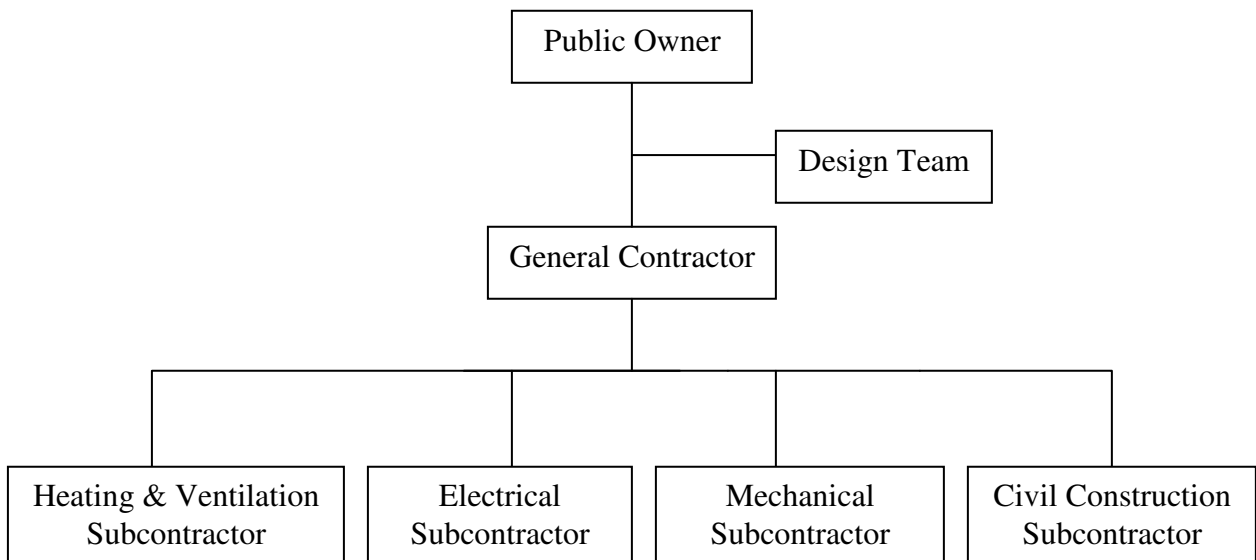 Public Owner
Design Team
General Contractor
Heating & Ventilation
Subcontractor
Electrical
Subcontractor
Mechanical
Subcontractor
Civil Construction
Subcontractor